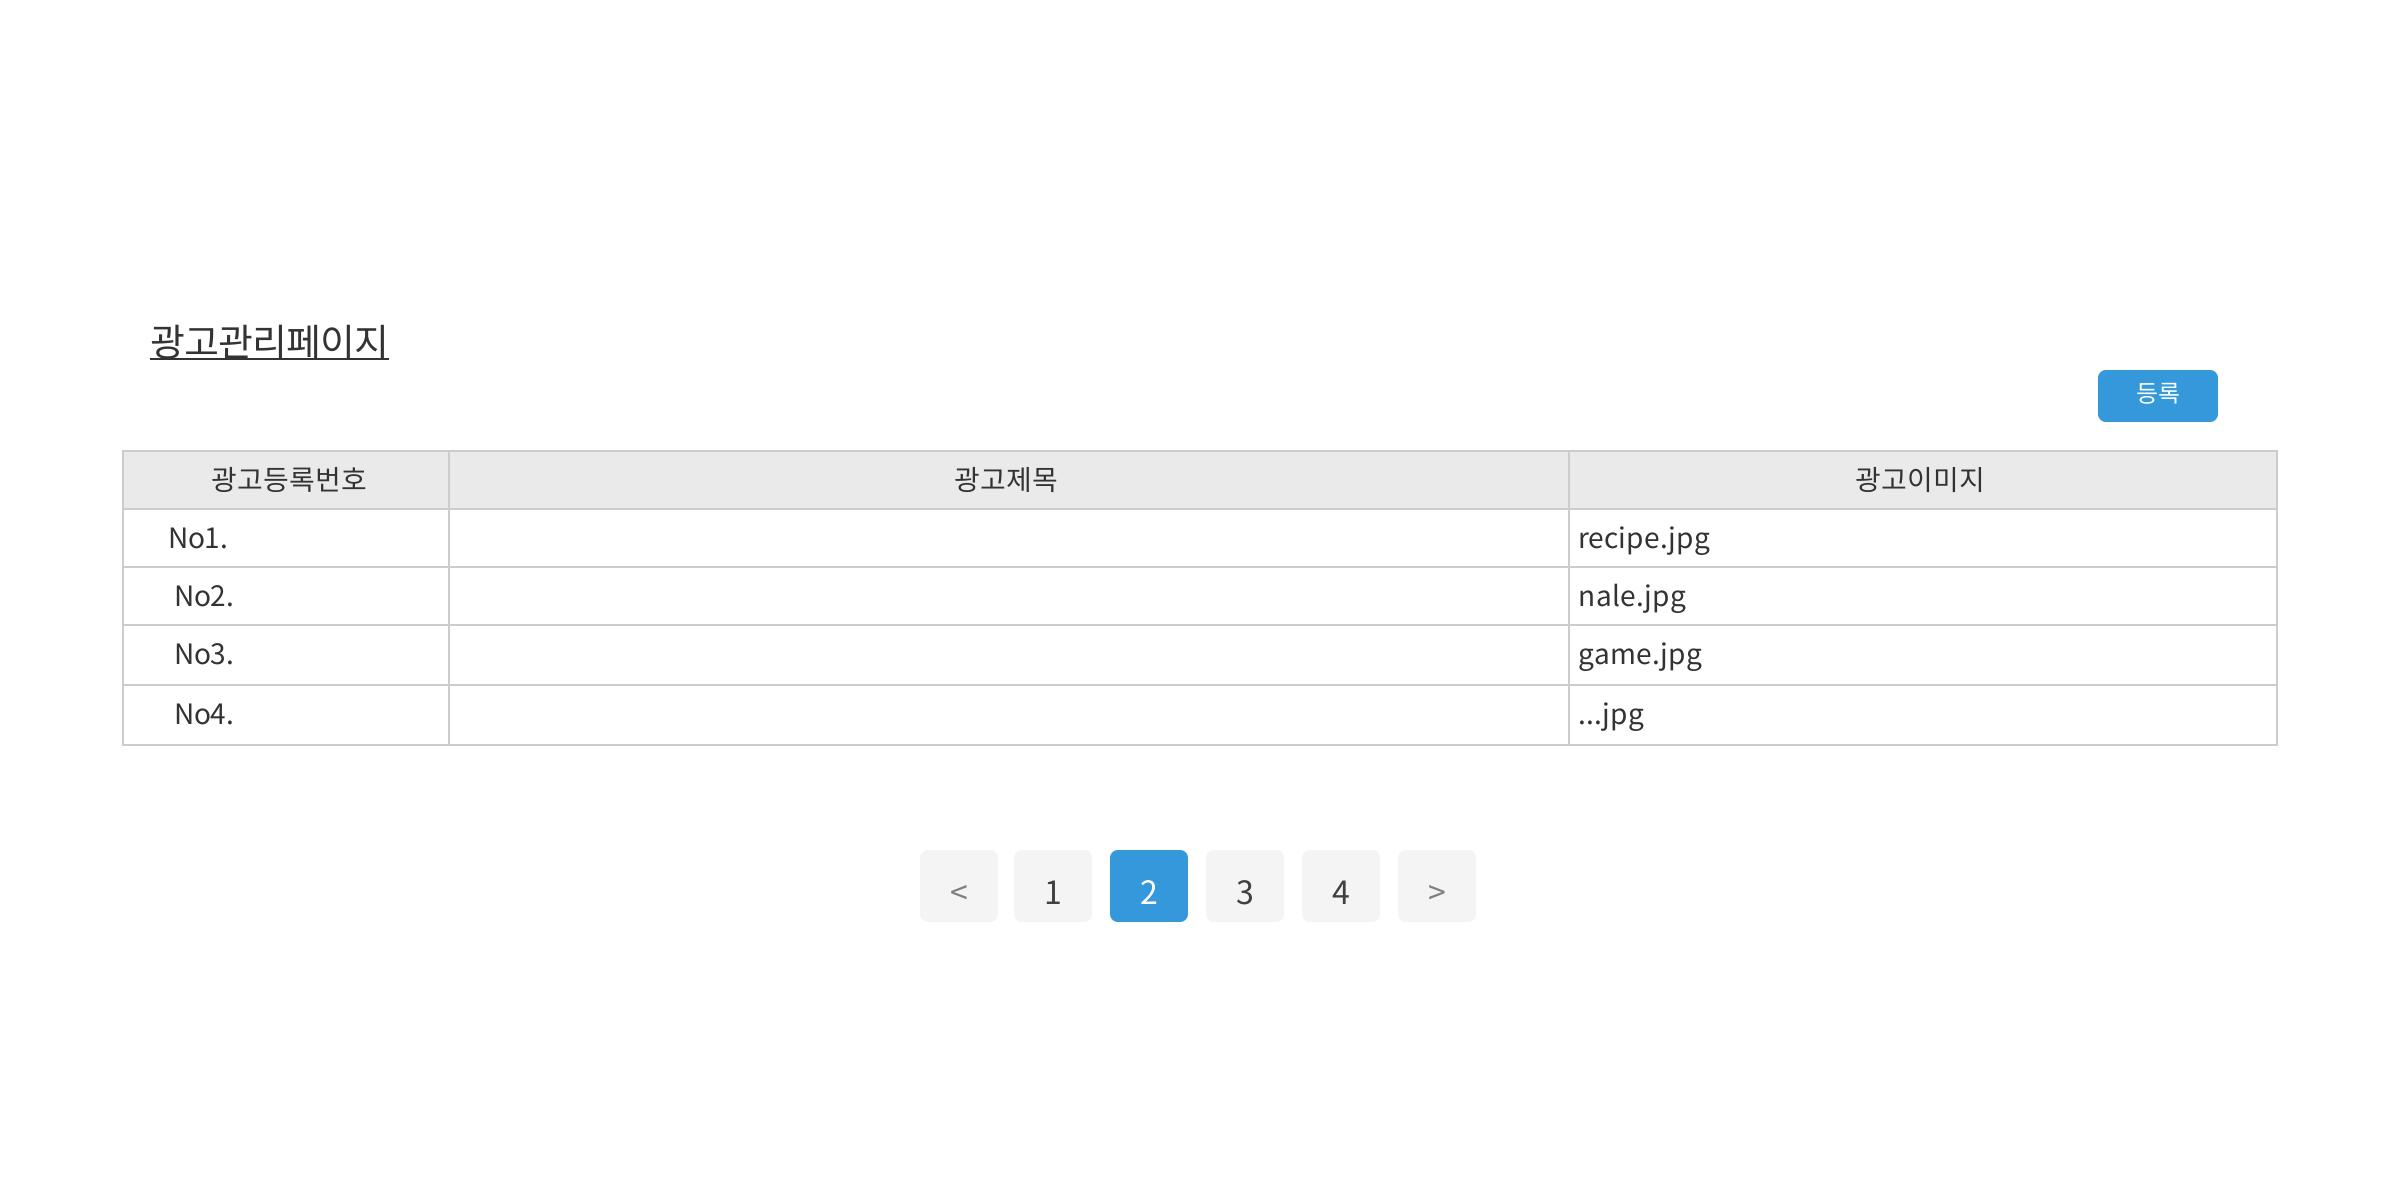 광고관리페이지
등록
광고등록번호 광고제목 광고이미지
No1. recipe.jpg
No2. nale.jpg
No3. game.jpg
No4. ...jpg
< 1 2 3 4 >